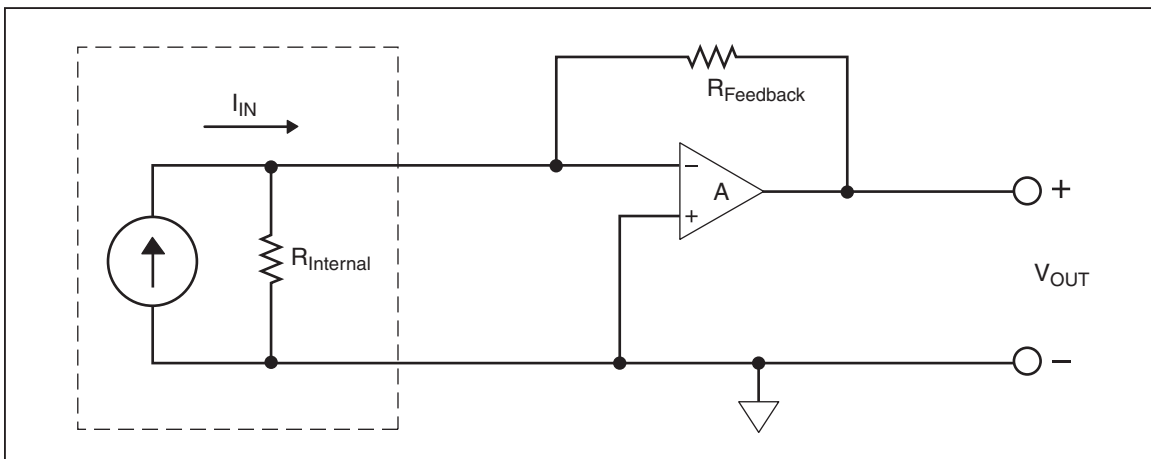 I_IN
R_Feedback
−
A
+
R_Internal
+
V_OUT
−